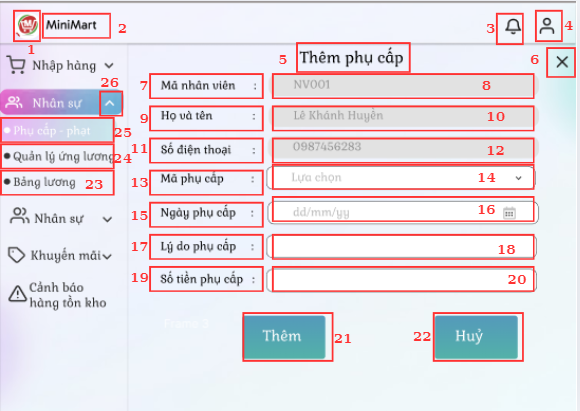 MiniMart
2
3
4
1
5
Thêm phụ cấp
6
Nhập hàng
Nhân sự
26
Phụ cấp - phạt
25
Quản lý ứng lương
24
Bảng lương
23
Nhân sự
Khuyến mãi
Cảnh báo
hàng tồn kho
7
Mã nhân viên :
NV001
8
9
Họ và tên :
Lê Khánh Huyền
10
11
Số điện thoại :
0987456283
12
13
Mã phụ cấp :
Lựa chọn
14
15
Ngày phụ cấp :
dd/mm/yy
16
17
Lý do phụ cấp :
18
19
Số tiền phụ cấp :
20
Thêm
21
22
Huỷ